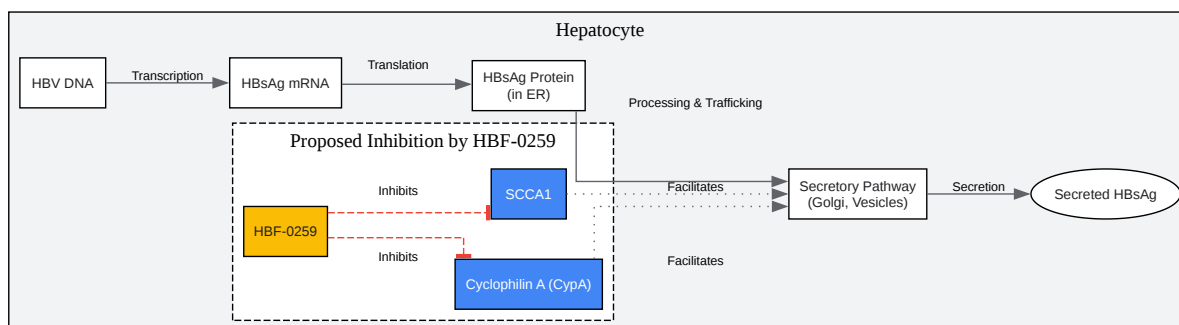 Hepatocyte
HBV DNA
Transcription
HBsAg mRNA
Translation
HBsAg Protein
(in ER)
Processing & Trafficking
Proposed Inhibition by HBF-0259
HBF-0259
Inhibits
SCCA1
Inhibits
Cyclophilin A (CypA)
Facilitates
Facilitates
Secretory Pathway
(Golgi, Vesicles)
Secretion
Secreted HBsAg